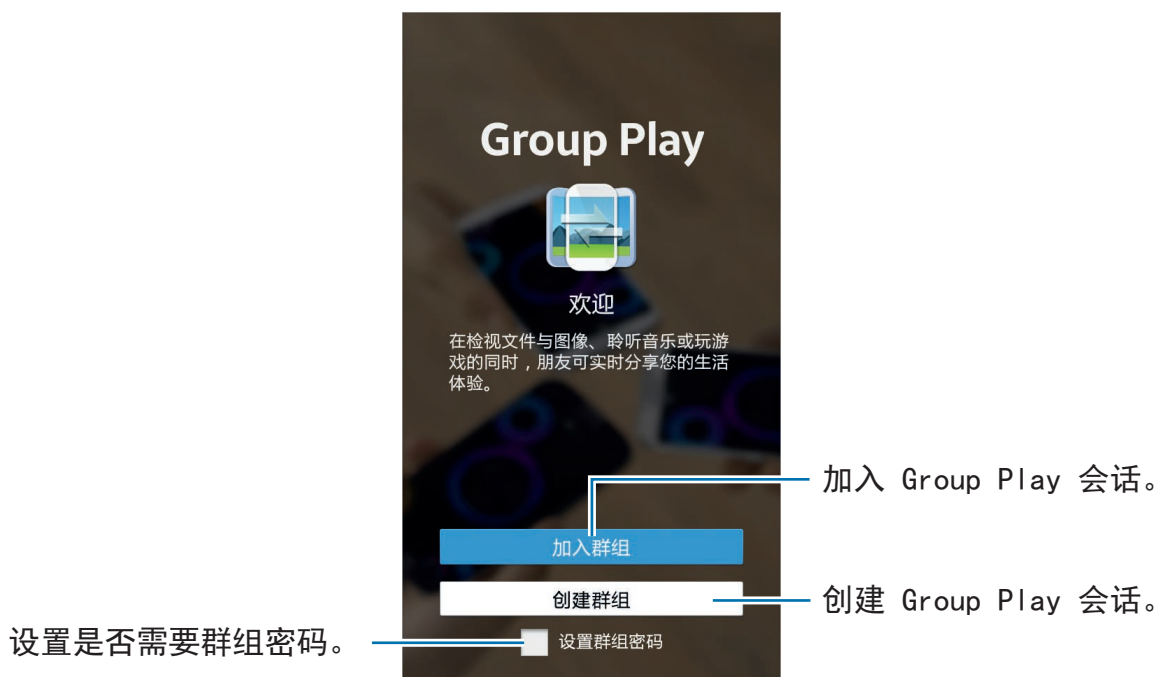 Group Play
欢迎
在检视文件与图像、聆听音乐或玩游
戏的同时，朋友可实时分享您的生活
体验。
加入 Group Play 会话。
加入群组
创建群组
创建 Group Play 会话。
设置是否需要群组密码。
设置群组密码